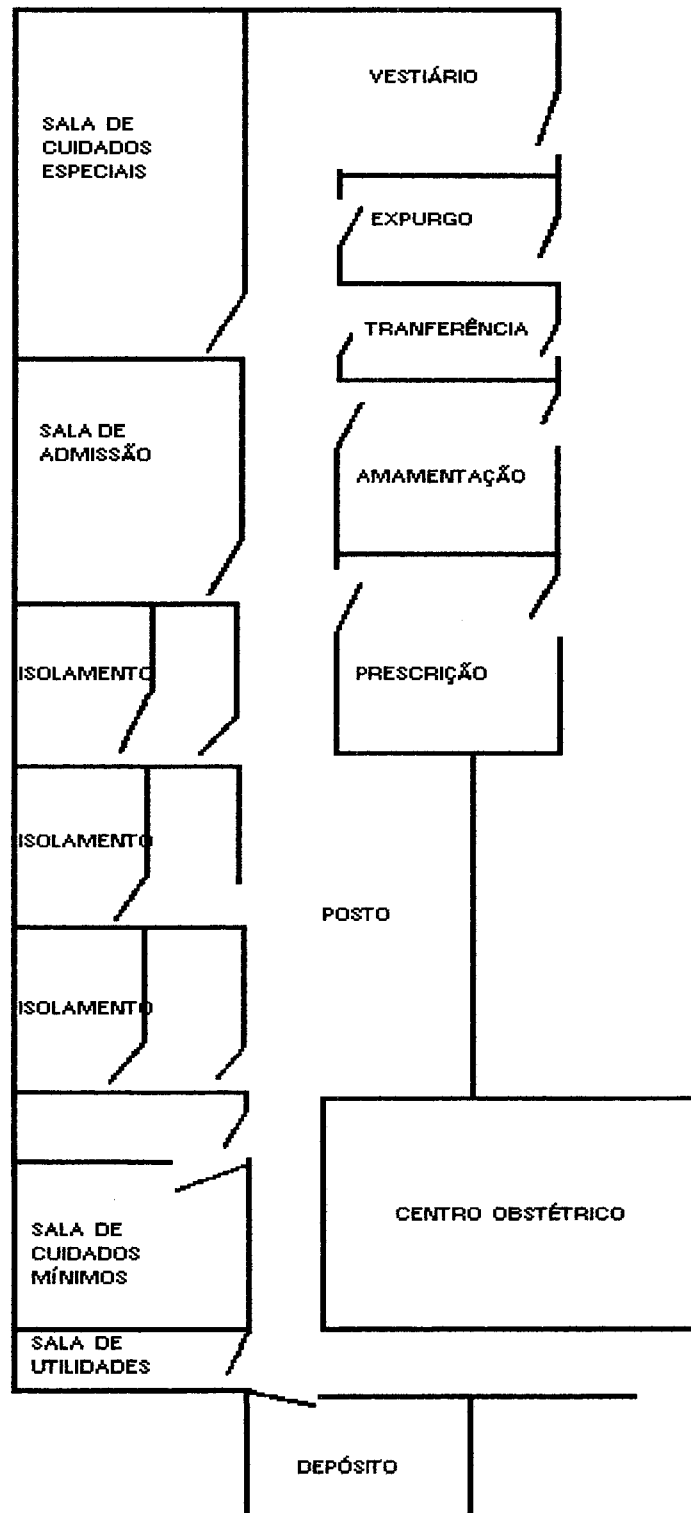 VESTIÁRIO
SALA DE
CUIDADOS
ESPECIAIS
EXPURGO
TRANFERÊNCIA
SALA DE
ADMISSÃO
AMAMENTAÇÃO
ISOLAMENTO
PRESCRIÇÃO
ISOLAMENTO
POSTO
ISOLAMENTO
CENTRO OBSTÉTRICO
SALA DE
CUIDADOS
MÍNIMOS
SALA DE
UTILIDADES
DEPÓSITO